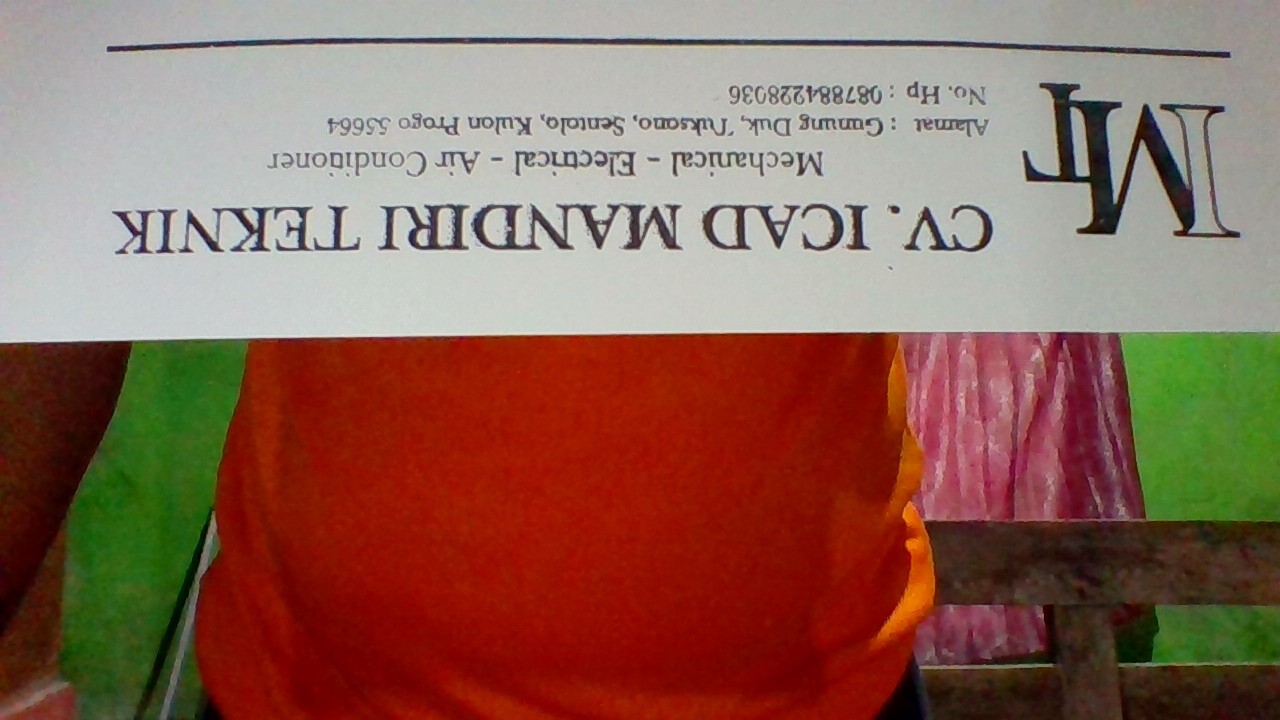 IMT
CV. ICAD MANDIRI TEKNIK
Mechanical - Electrical - Air Conditioner
Alamat : Gunung Duk, Tuksono, Sentolo, Kulon Progo 55664
No. Hp : 087884228036